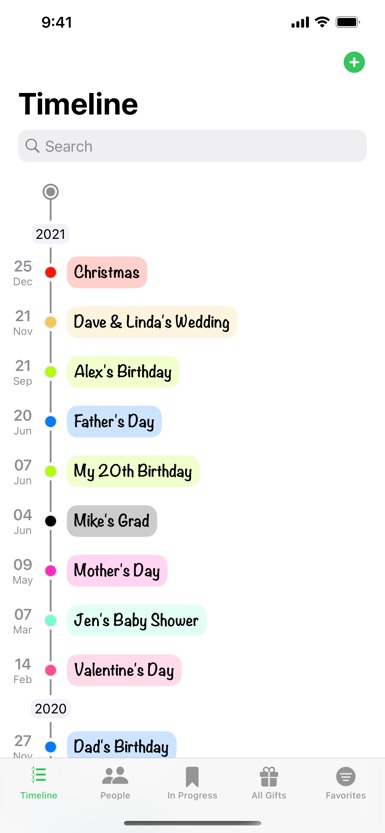 9:41
Timeline
Search
2021
25 Dec Christmas
21 Nov Dave & Linda's Wedding
21 Sep Alex's Birthday
20 Jun Father's Day
07 Jun My 20th Birthday
04 Jun Mike's Grad
09 May Mother's Day
07 Mar Jen's Baby Shower
14 Feb Valentine's Day
2020
27 Nov Dad's Birthday
Timeline People In Progress All Gifts Favorites